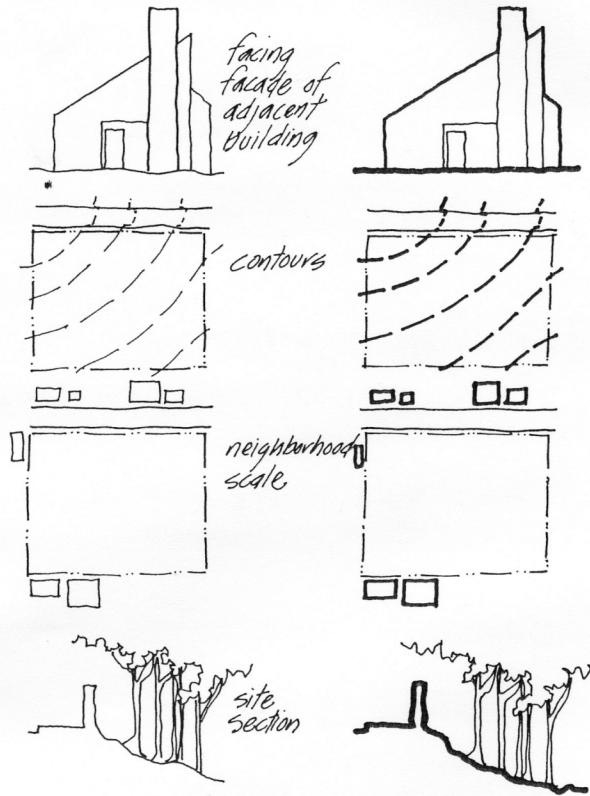 facing
facade of
adjacent
building
contours
neighborhood
scale
site
section